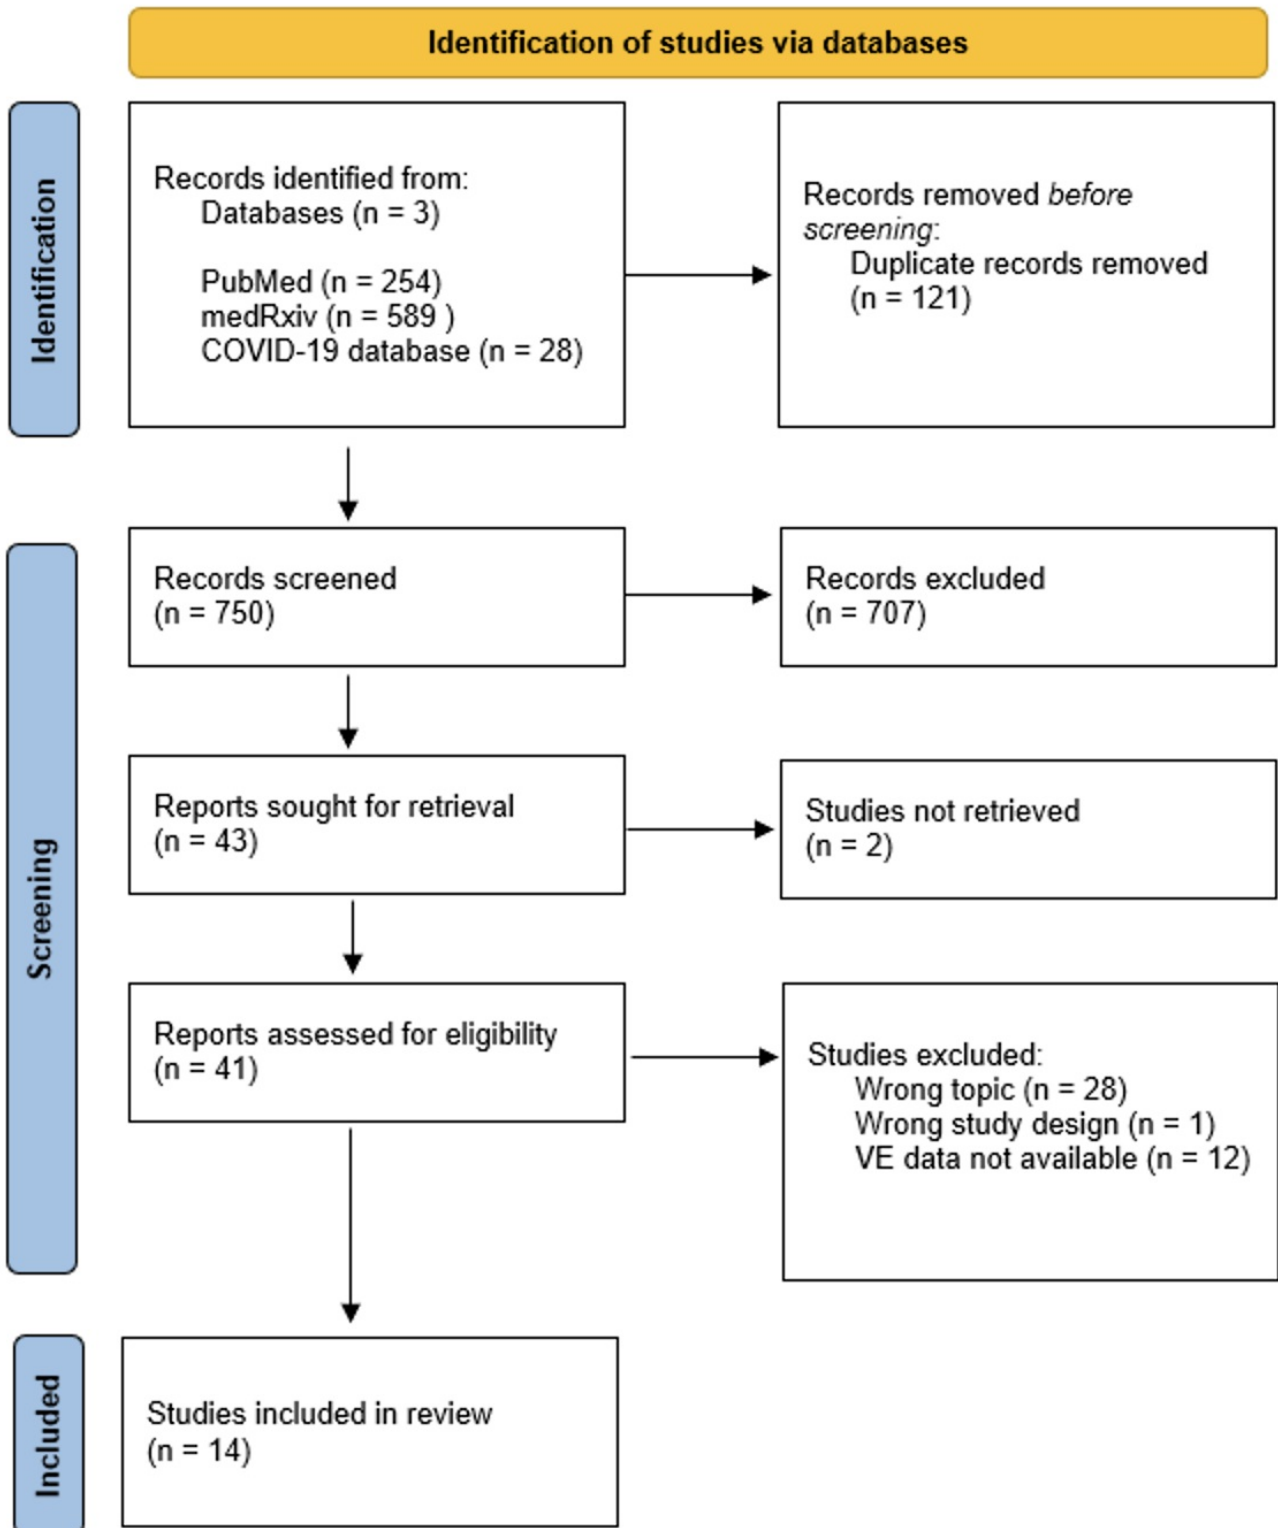 Identification of studies via databases
Identification
Records identified from:
Databases (n = 3)
PubMed (n = 254)
medRxiv (n = 589 )
COVID-19 database (n = 28)
Records removed before
screening:
Duplicate records removed
(n = 121)
Screening
Records screened
(n = 750)
Records excluded
(n = 707)
Reports sought for retrieval
(n = 43)
Studies not retrieved
(n = 2)
Reports assessed for eligibility
(n = 41)
Studies excluded:
Wrong topic (n = 28)
Wrong study design (n = 1)
VE data not available (n = 12)
Included
Studies included in review
(n = 14)